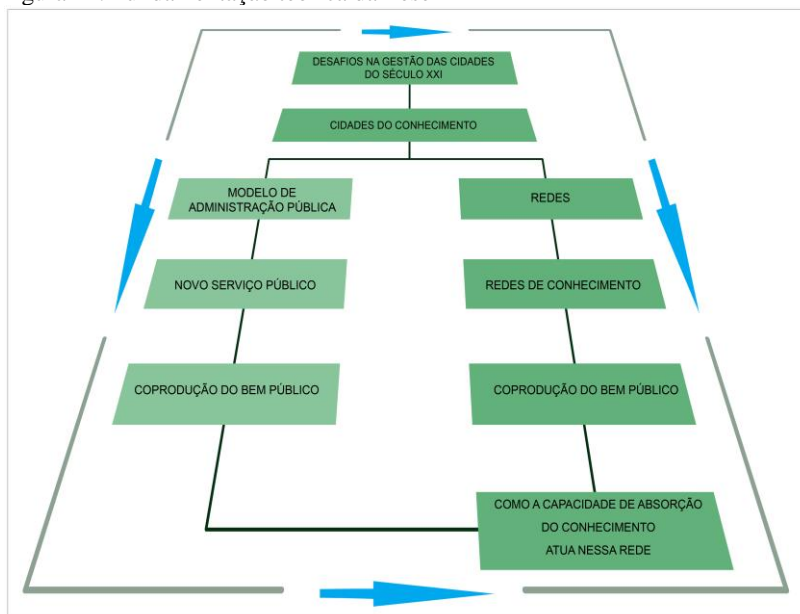 DESAFIOS NA GESTÃO DAS CIDADES
DO SÉCULO XXI
CIDADES DO CONHECIMENTO
MODELO DE
ADMINISTRAÇÃO PÚBLICA
REDES
NOVO SERVIÇO PÚBLICO
REDES DE CONHECIMENTO
COPRODUÇÃO DO BEM PÚBLICO
COPRODUÇÃO DO BEM PÚBLICO
COMO A CAPACIDADE DE ABSORÇÃO
DO CONHECIMENTO
ATUA NESSA REDE